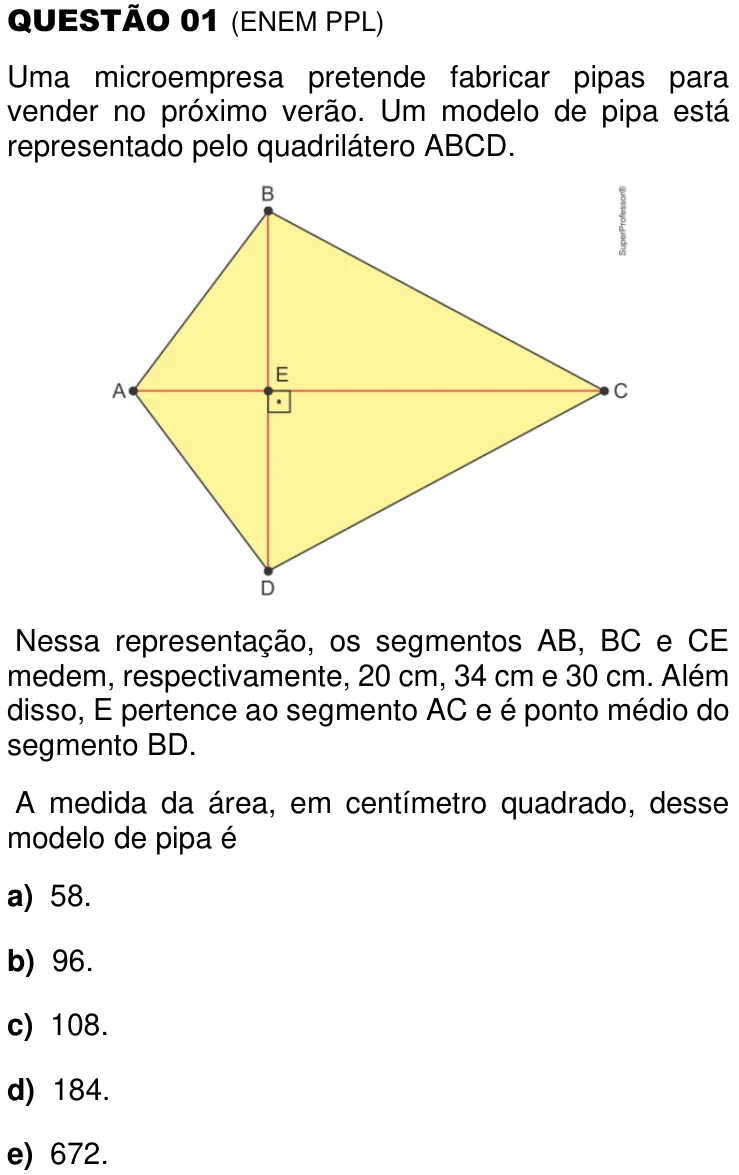 QUESTÃO 01 (ENEM PPL)
Uma microempresa pretende fabricar pipas para
vender no próximo verão. Um modelo de pipa está
representado pelo quadrilátero ABCD.
B
SuperProfessor®
E
A
C
D
Nessa representação, os segmentos AB, BC e CE
medem, respectivamente, 20 cm, 34 cm e 30 cm. Além
disso, E pertence ao segmento AC e é ponto médio do
segmento BD.
A medida da área, em centímetro quadrado, desse
modelo de pipa é
a) 58.
b) 96.
c) 108.
d) 184.
e) 672.